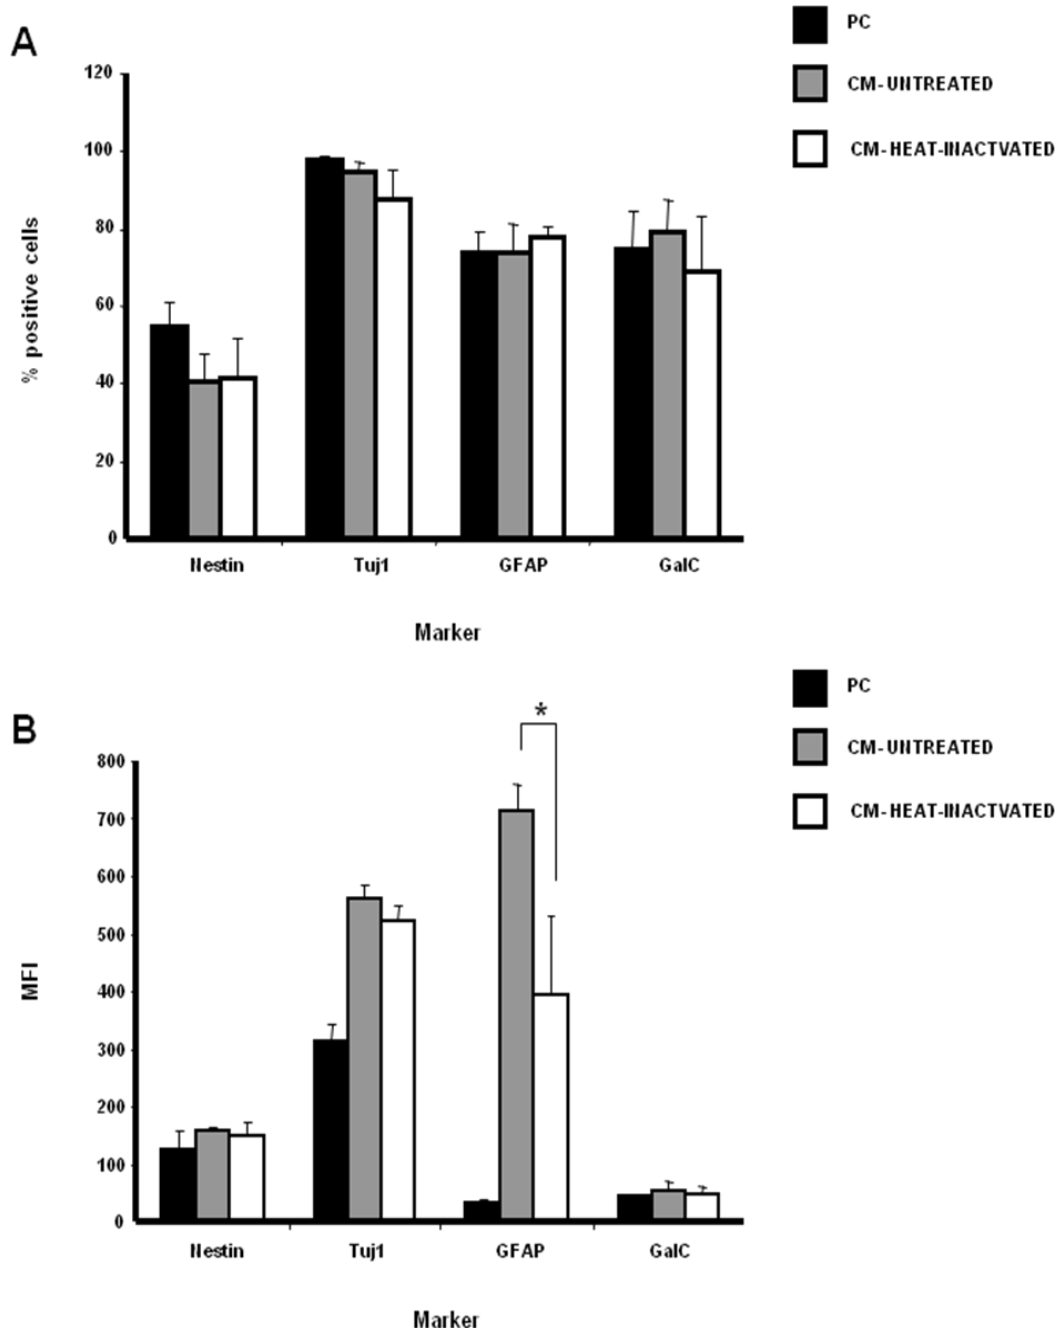 A
PC
CM-UNTREATED
CM-HEAT-INACTVATED
120
100
80
60
40
20
0
% positive cells
Nestin Tuj1 GFAP GalC
Marker
B
PC
CM-UNTREATED
CM-HEAT-INACTVATED
*
800
700
600
500
400
300
200
100
0
MFI
Nestin Tuj1 GFAP GalC
Marker